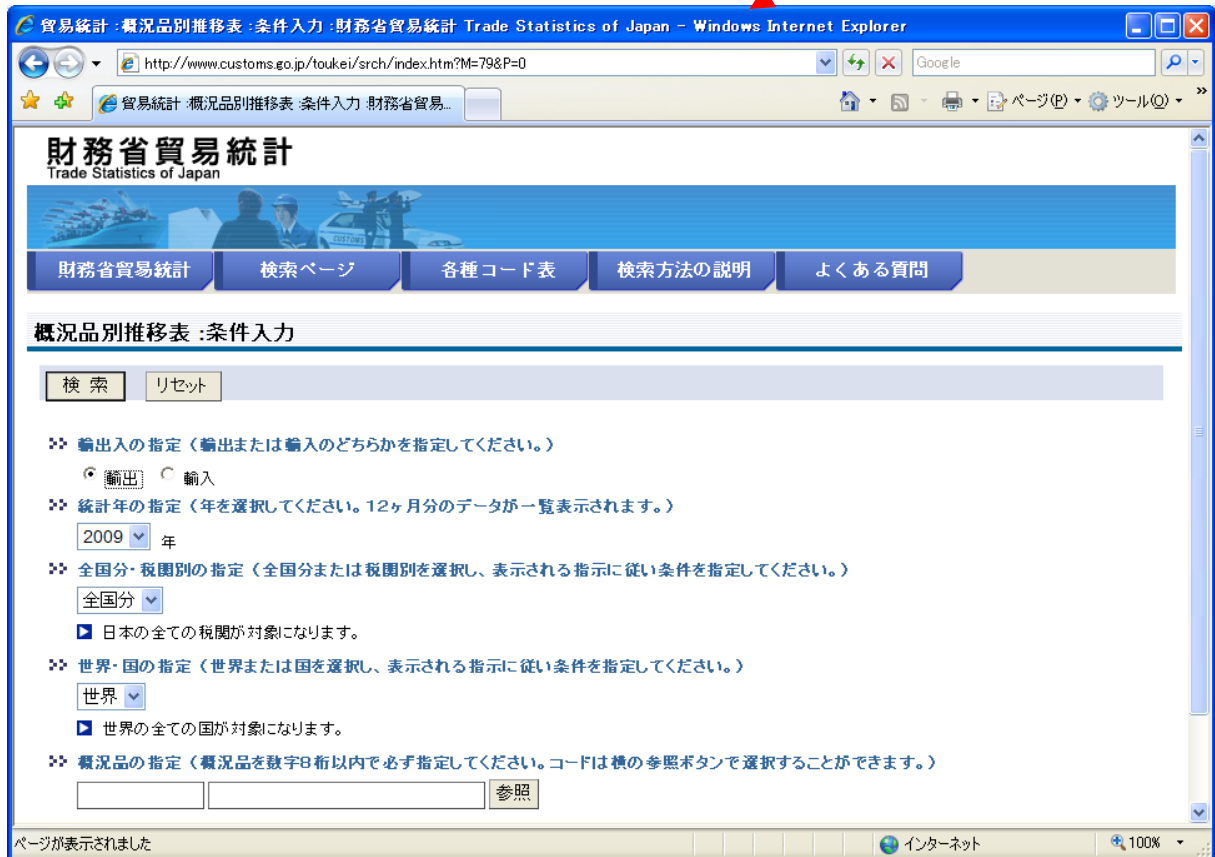 貿易統計 :概況品別推移表 :条件入力 :財務省貿易統計 Trade Statistics of Japan - Windows Internet Explorer
http://www.customs.go.jp/toukei/srch/index.htm?M=79&P=0
Google
貿易統計 :概況品別推移表 :条件入力 :財務省貿易...
ページ(P)
ツール(O)
財務省貿易統計
Trade Statistics of Japan
CUSTOMS
財務省貿易統計 検索ページ 各種コード表 検索方法の説明 よくある質問
概況品別推移表 :条件入力
検 索 リセット
輸出入の指定（輸出または輸入のどちらかを指定してください。）
輸出 輸入
統計年の指定（年を選択してください。12ヶ月分のデータが一覧表示されます。）
2009 年
全国分・税関別の指定（全国分または税関別を選択し、表示される指示に従い条件を指定してください。）
全国分
日本の全ての税関が対象になります。
世界・国の指定（世界または国を選択し、表示される指示に従い条件を指定してください。）
世界
世界の全ての国が対象になります。
概況品の指定（概況品を数字8桁以内で必ず指定してください。コードは横の参照ボタンで選択することができます。）
参照
ページが表示されました インターネット 100%